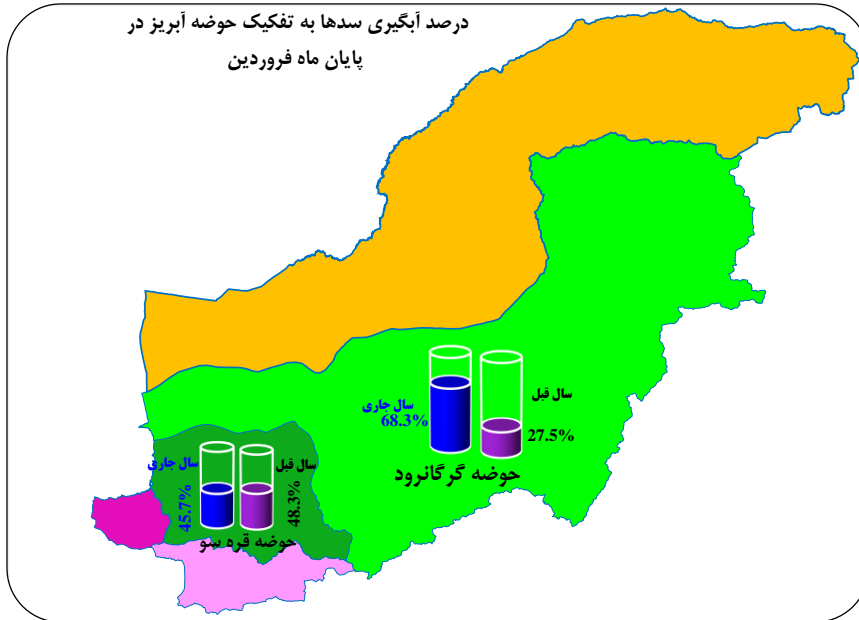 درصد آبگیری سدها به تفکیک حوضه آبریز در
پایان ماه فروردین
سال قبل
سال جاری
68.3%
27.5%
حوضه گرگانرود
سال قبل
سال جاری
48.3%
45.7%
حوضه قره سو